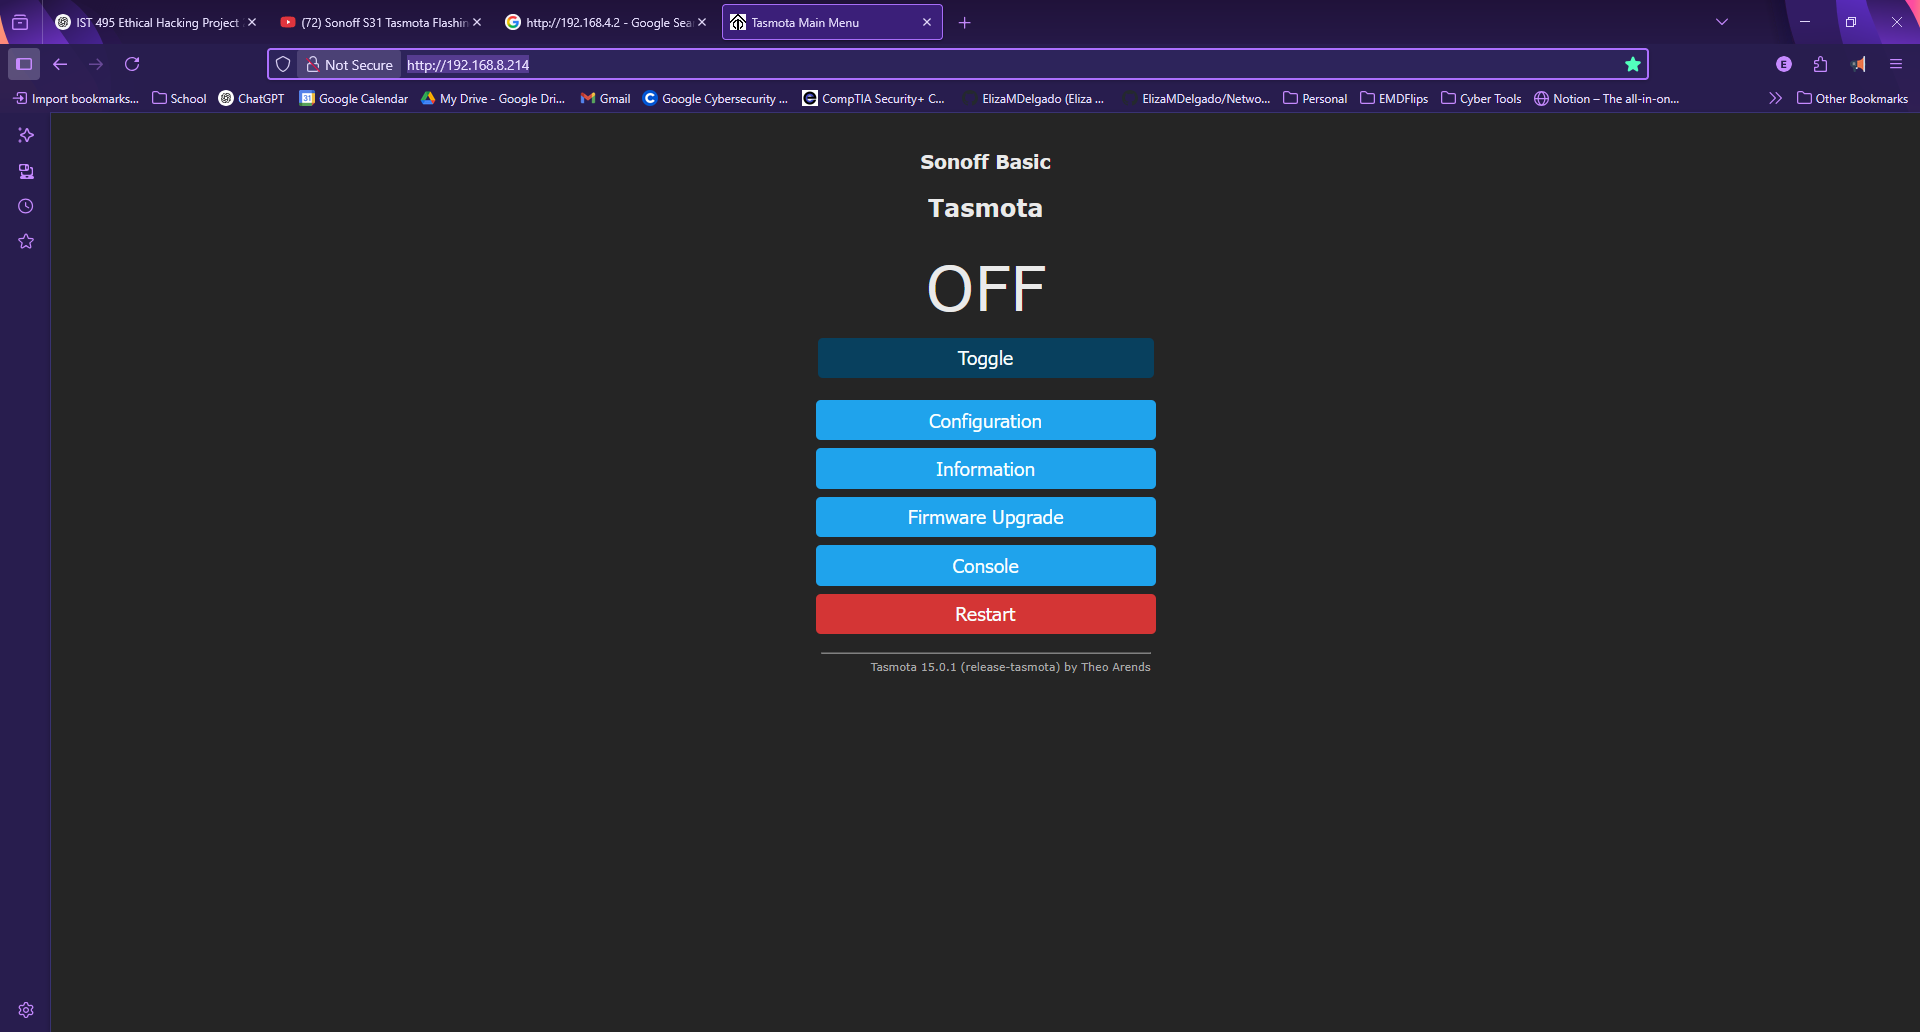 IST 495 Ethical Hacking Project
(72) Sonoff S31 Tasmota Flashin
http://192.168.4.2 - Google Sea
Tasmota Main Menu
Not Secure
http://192.168.8.214
E
Import bookmarks...
School
ChatGPT
31
Google Calendar
My Drive - Google Dri...
Gmail
Google Cybersecurity ...
CompTIA Security+ C...
ElizaMDelgado (Eliza ...
ElizaMDelgado/Netwo...
Personal
EMDFlips
Cyber Tools
Notion – The all-in-on...
Other Bookmarks
Sonoff Basic
Tasmota
OFF
Toggle
Configuration
Information
Firmware Upgrade
Console
Restart
Tasmota 15.0.1 (release-tasmota) by Theo Arends